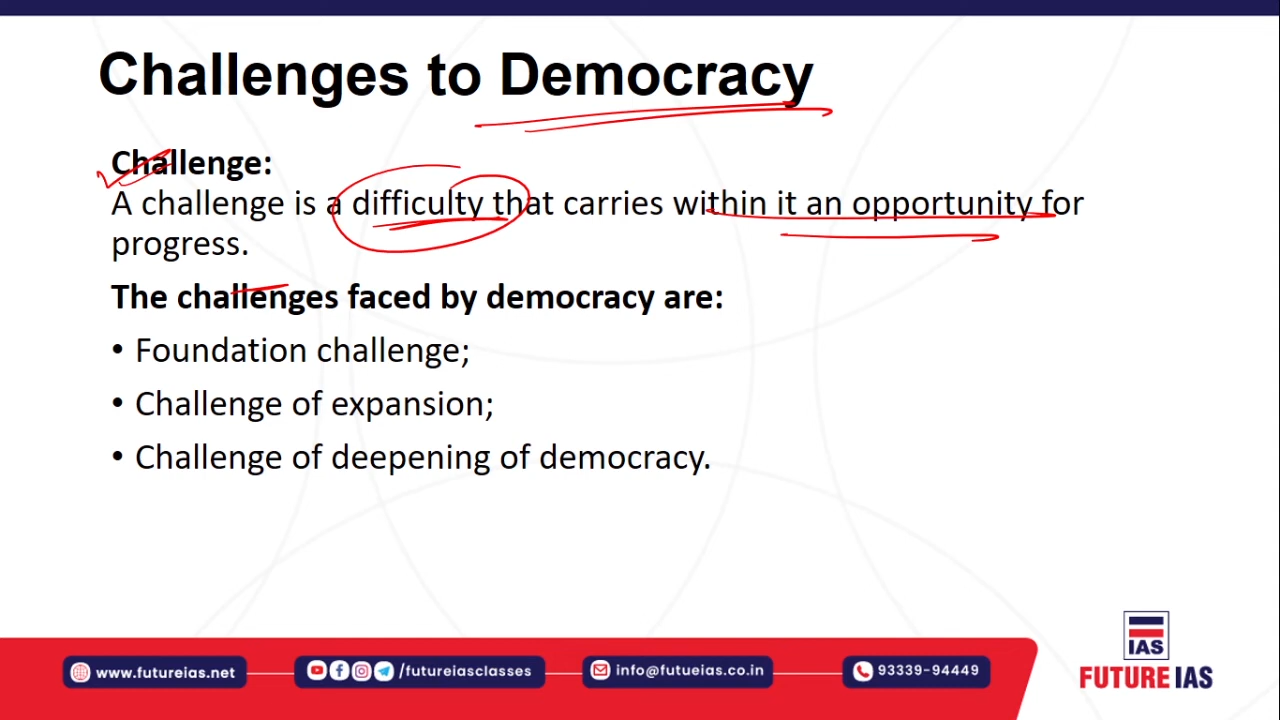 Challenges to Democracy
Challenge:
A challenge is a difficulty that carries within it an opportunity for
progress.
The challenges faced by democracy are:
• Foundation challenge;
• Challenge of expansion;
• Challenge of deepening of democracy.
IAS
FUTURE IAS
www.futureias.net
/futureiasclasses
info@futueias.co.in
93339-94449